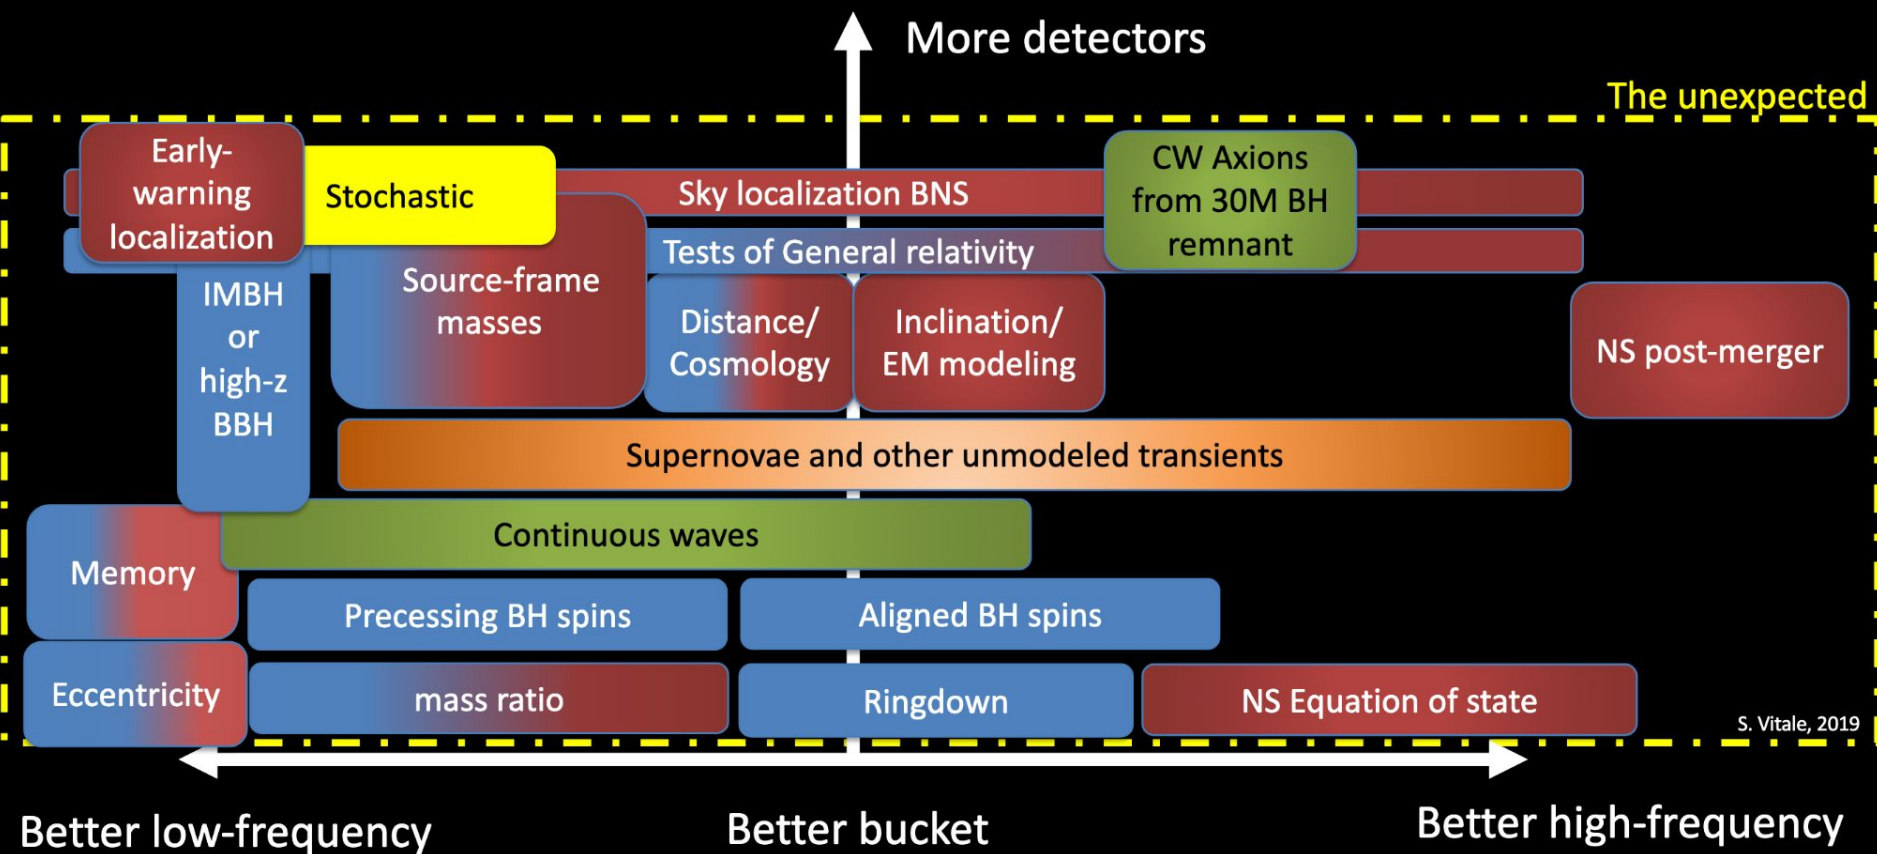 More detectors
The unexpected
Early-
warning
localization
Stochastic
Sky localization BNS
CW Axions
from 30M BH
remnant
Tests of General relativity
IMBH
or
high-z
BBH
Source-frame
masses
Distance/
Cosmology
Inclination/
EM modeling
NS post-merger
Supernovae and other unmodeled transients
Continuous waves
Memory
Precessing BH spins
Aligned BH spins
Eccentricity
mass ratio
Ringdown
NS Equation of state
S. Vitale, 2019
Better low-frequency
Better bucket
Better high-frequency